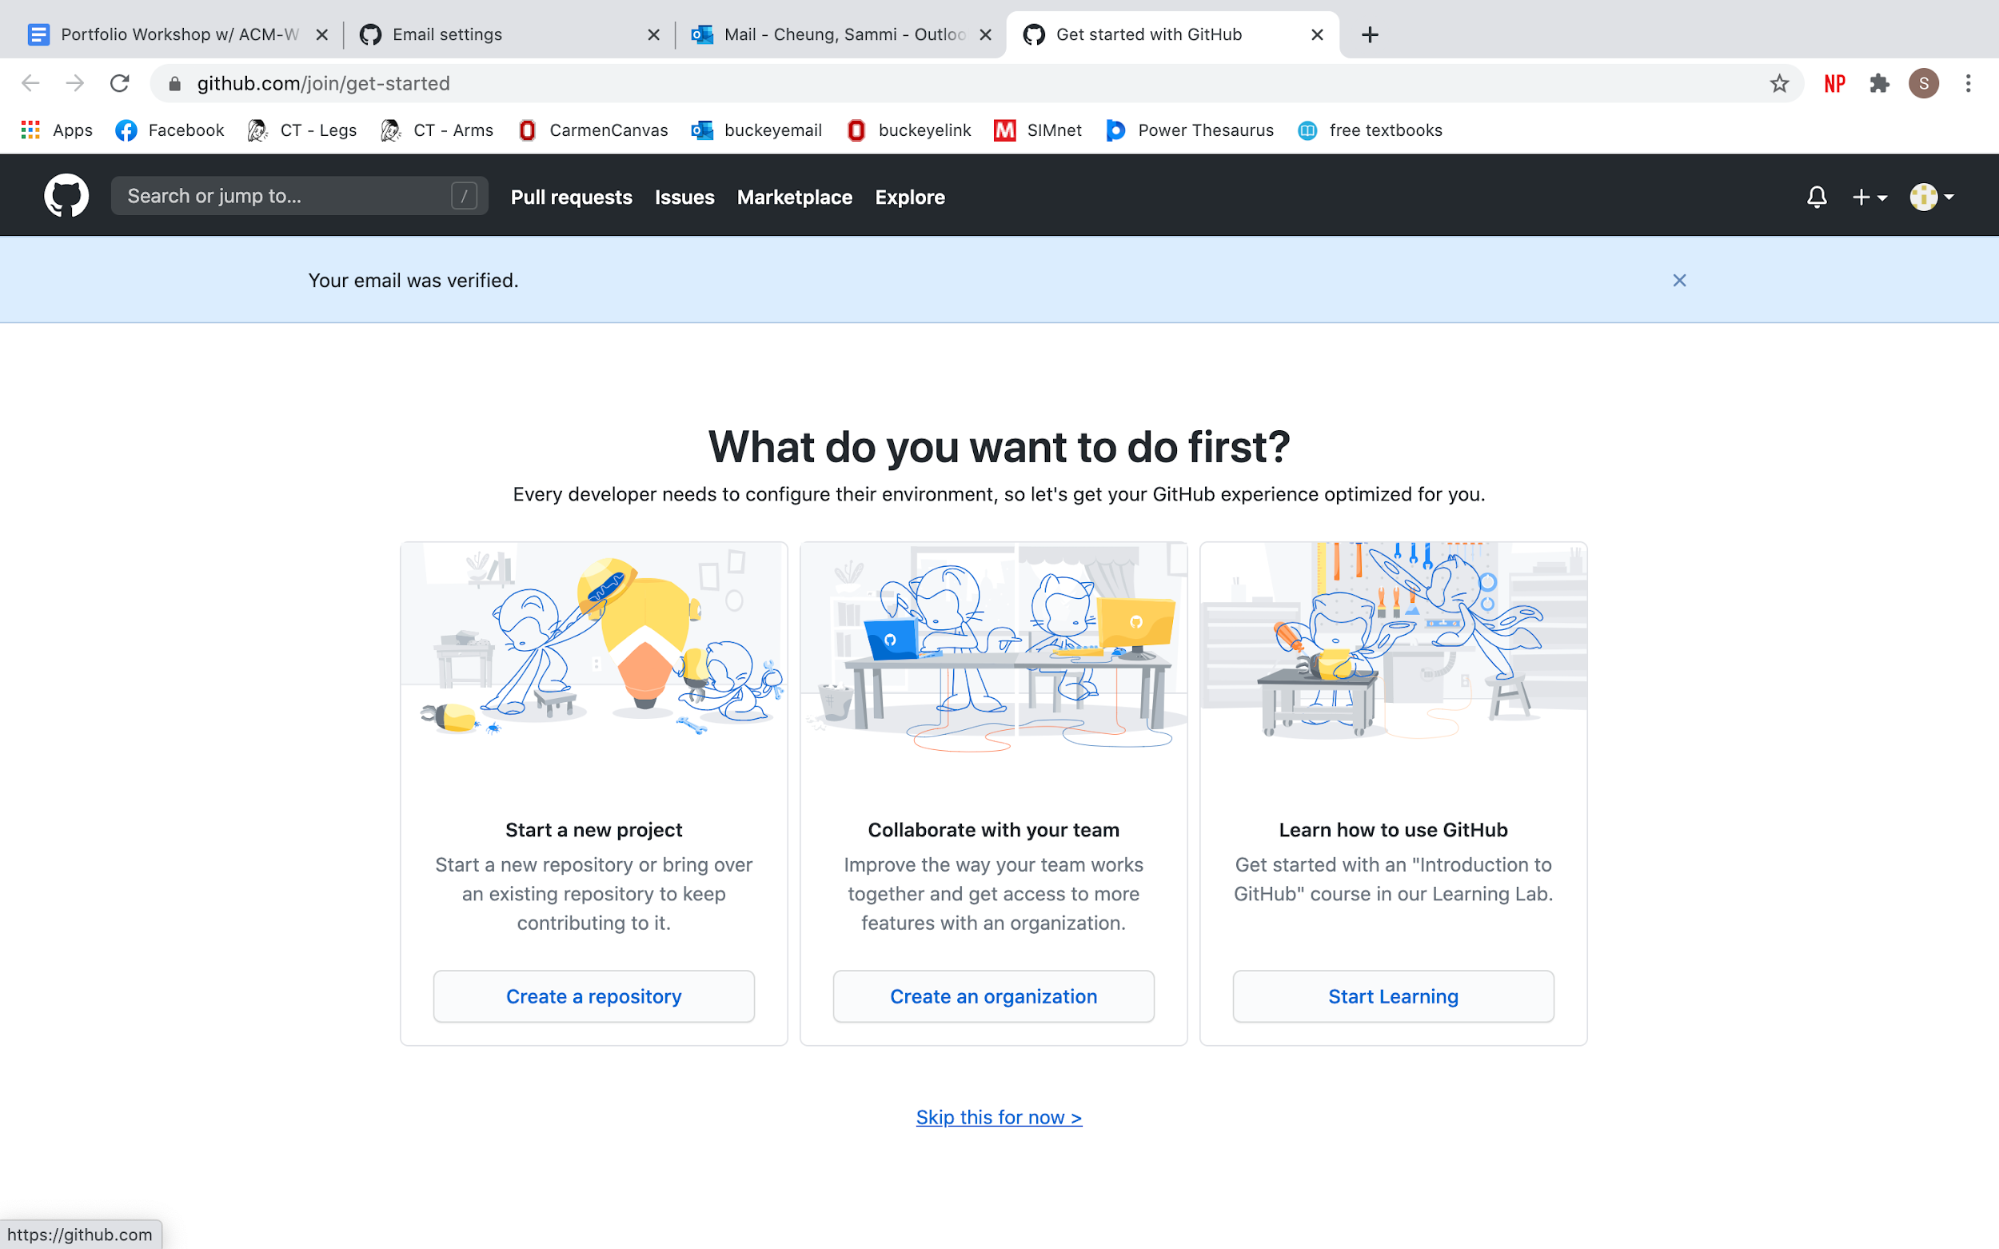 Portfolio Workshop w/ ACM-W
Email settings
Mail - Cheung, Sammi - Outloo
Get started with GitHub
github.com/join/get-started
NP
S
Apps
Facebook
CT - Legs
CT - Arms
CarmenCanvas
buckeyemail
buckeyelink
M
SIMnet
Power Thesaurus
free textbooks
Search or jump to...
/
Pull requests
Issues
Marketplace
Explore
Your email was verified.
What do you want to do first?
Every developer needs to configure their environment, so let's get your GitHub experience optimized for you.
Start a new project
Start a new repository or bring over
an existing repository to keep
contributing to it.
Create a repository
Collaborate with your team
Improve the way your team works
together and get access to more
features with an organization.
Create an organization
Learn how to use GitHub
Get started with an "Introduction to
GitHub" course in our Learning Lab.
Start Learning
Skip this for now >
https://github.com